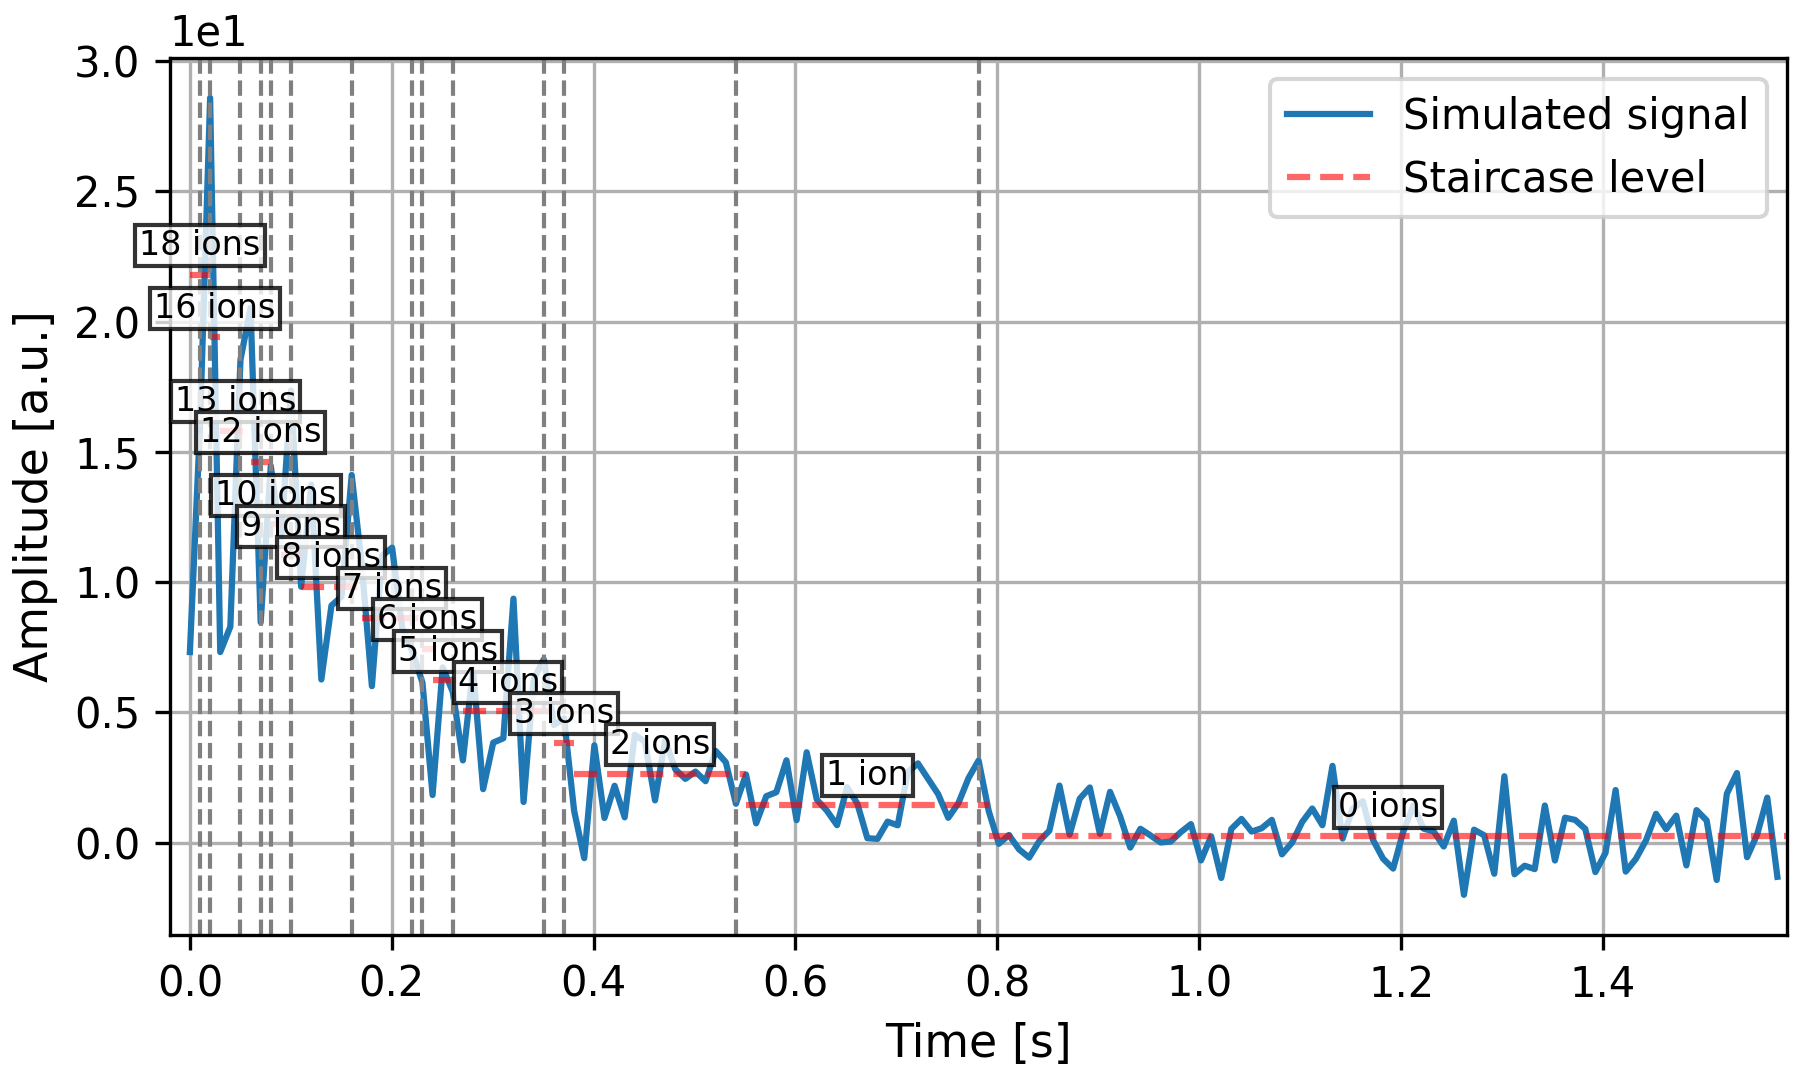 1e1
3.0
2.5
2.0
1.5
1.0
0.5
0.0
Amplitude [a.u.]
Simulated signal
Staircase level
18 ions
16 ions
13 ions
12 ions
10 ions
9 ions
8 ions
7 ions
6 ions
5 ions
4 ions
3 ions
2 ions
1 ion
0 ions
0.0 0.2 0.4 0.6 0.8 1.0 1.2 1.4
Time [s]